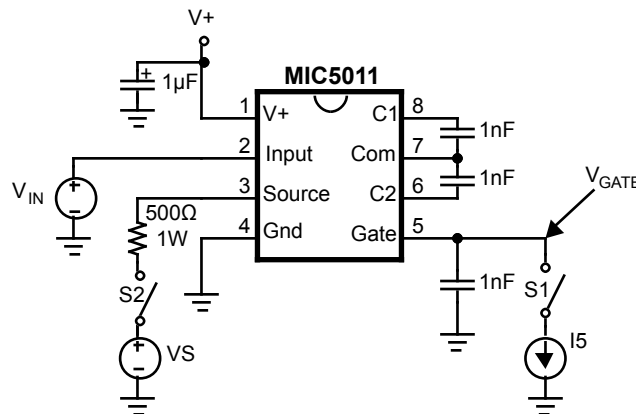 V+
1µF
MIC5011
1 V+ C1 8
1nF
2 Input Com 7
1nF
3 Source C2 6
4 Gnd Gate 5
V_IN
500Ω
1W
S2
VS
1nF
V_GATE
S1
I5